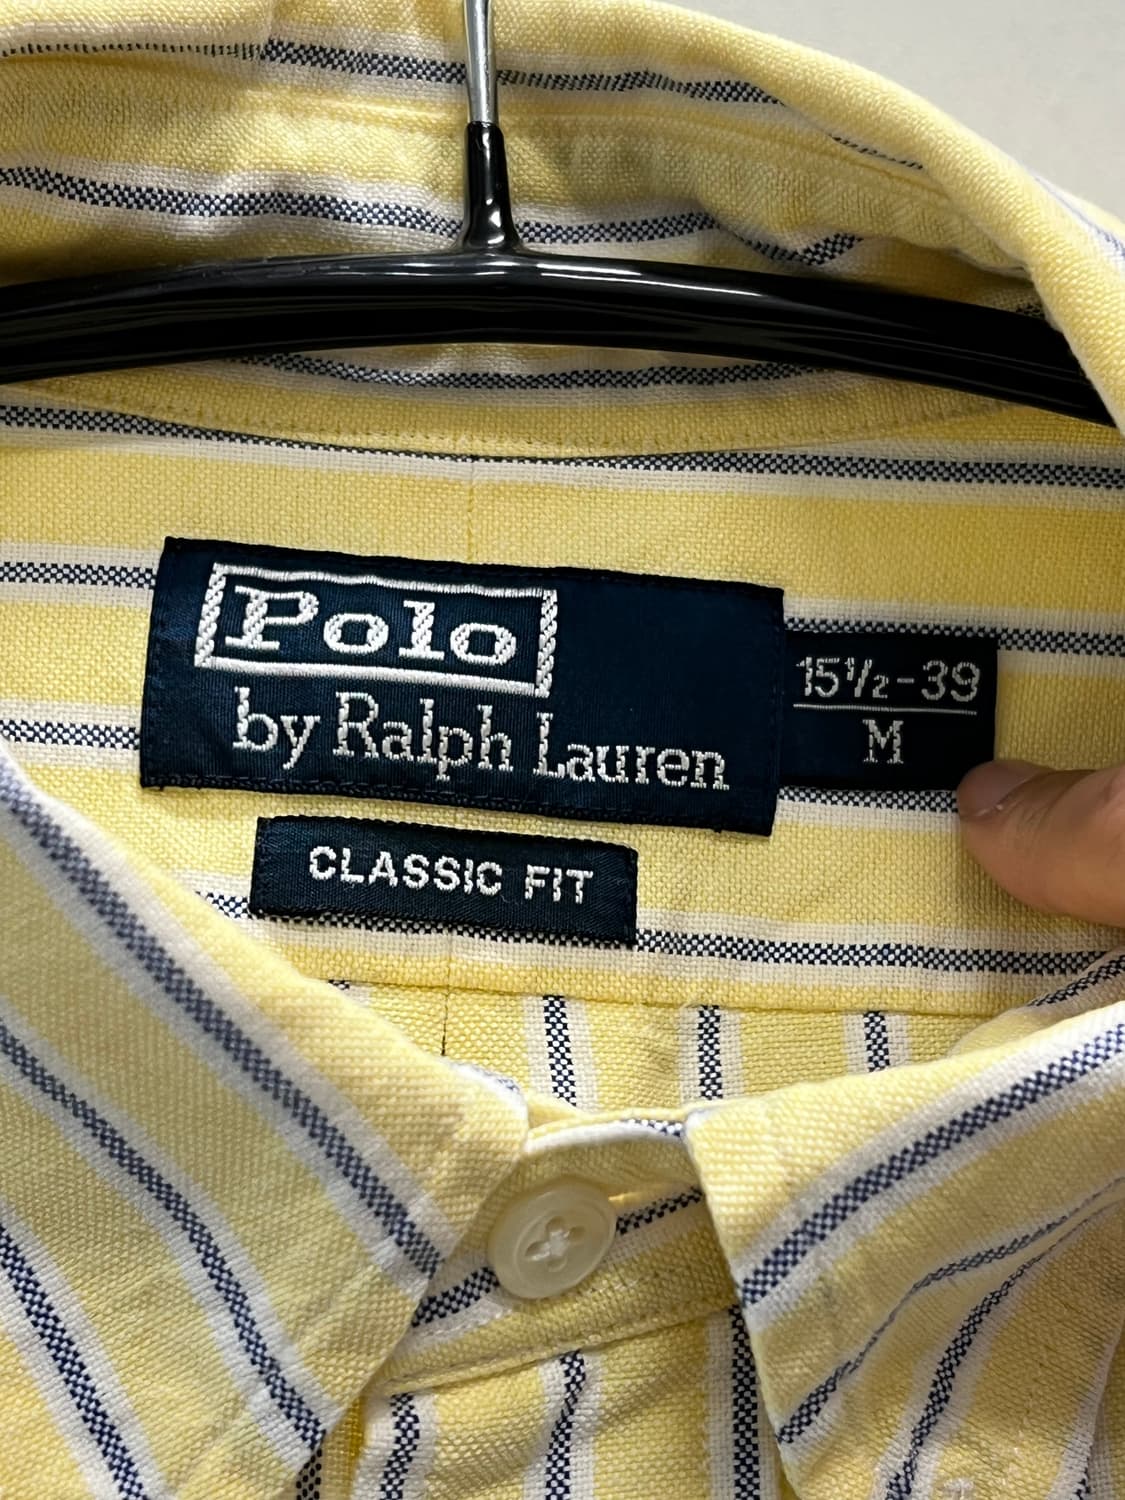 Polo
by Ralph Lauren
15½-39
M
CLASSIC FIT